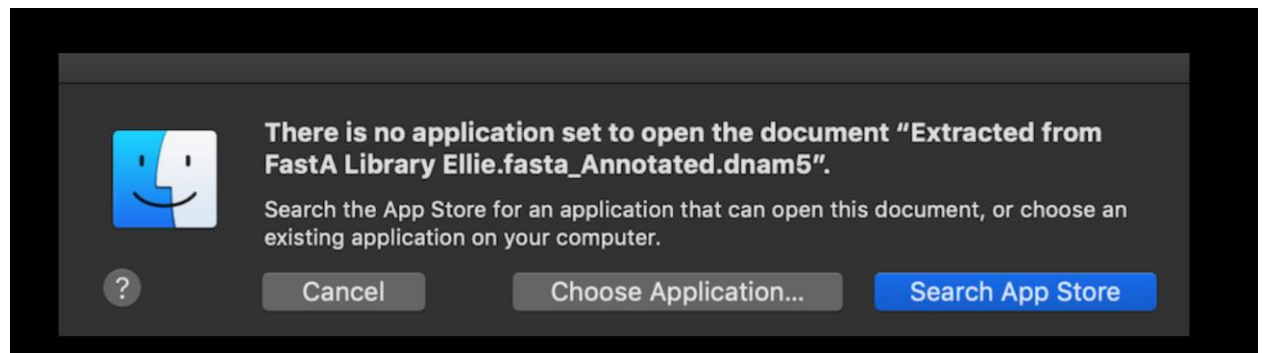 There is no application set to open the document “Extracted from
FastA Library Ellie.fasta_Annotated.dnam5”.
Search the App Store for an application that can open this document, or choose an
existing application on your computer.
?
Cancel
Choose Application...
Search App Store